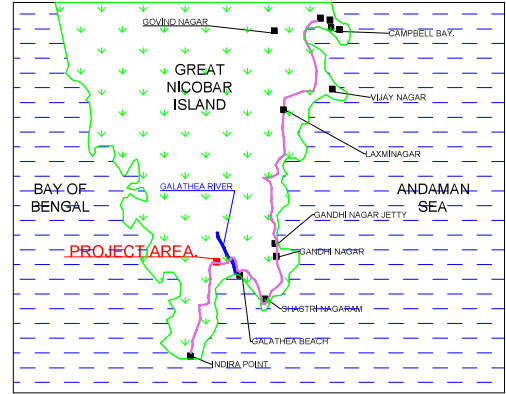 GOVIND NAGAR
CAMPBELL BAY.
GREAT
NICOBAR
ISLAND
VIJAY NAGAR
LAXMINAGAR
BAY OF
BENGAL
GALATHEA RIVER
ANDAMAN
SEA
GANDHI NAGAR JETTY
PROJECT AREA.
GANDHI NAGAR
SHASTRI NAGARAM
GALATHEA BEACH
INDIRA POINT